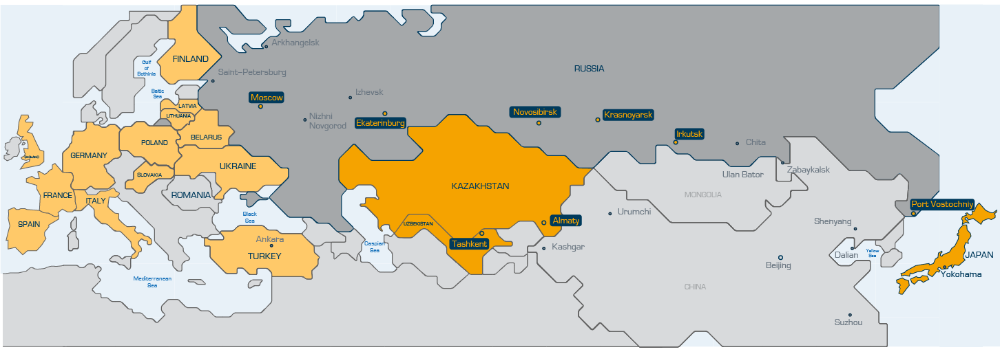 Arkhangelsk
FINLAND
Gulf
of
Bothinia
RUSSIA
Saint-Petersburg
Baltic
Sea
Izhevsk
Moscow
LATVIA
LITHUANIA
Nizhni
Novgorod
Ekaterinburg
Novosibirsk
Krasnoyarsk
Irkutsk
Chita
BELARUS
POLAND
ENGLAND
GERMANY
UKRAINE
SLOVAKIA
Ulan Bator
Zabaykalsk
KAZAKHSTAN
FRANCE
ITALY
ROMANIA
MONGOLIA
Port Vostochniy
Urumchi
Black
Sea
SPAIN
UZBEKISTAN
Almaty
Shenyang
Ankara
TURKEY
Caspian
Sea
Tashkent
Kashgar
Dalian
Yellow
Sea
JAPAN
Beijing
Yokohama
Mediterranean
Sea
CHINA
Suzhou